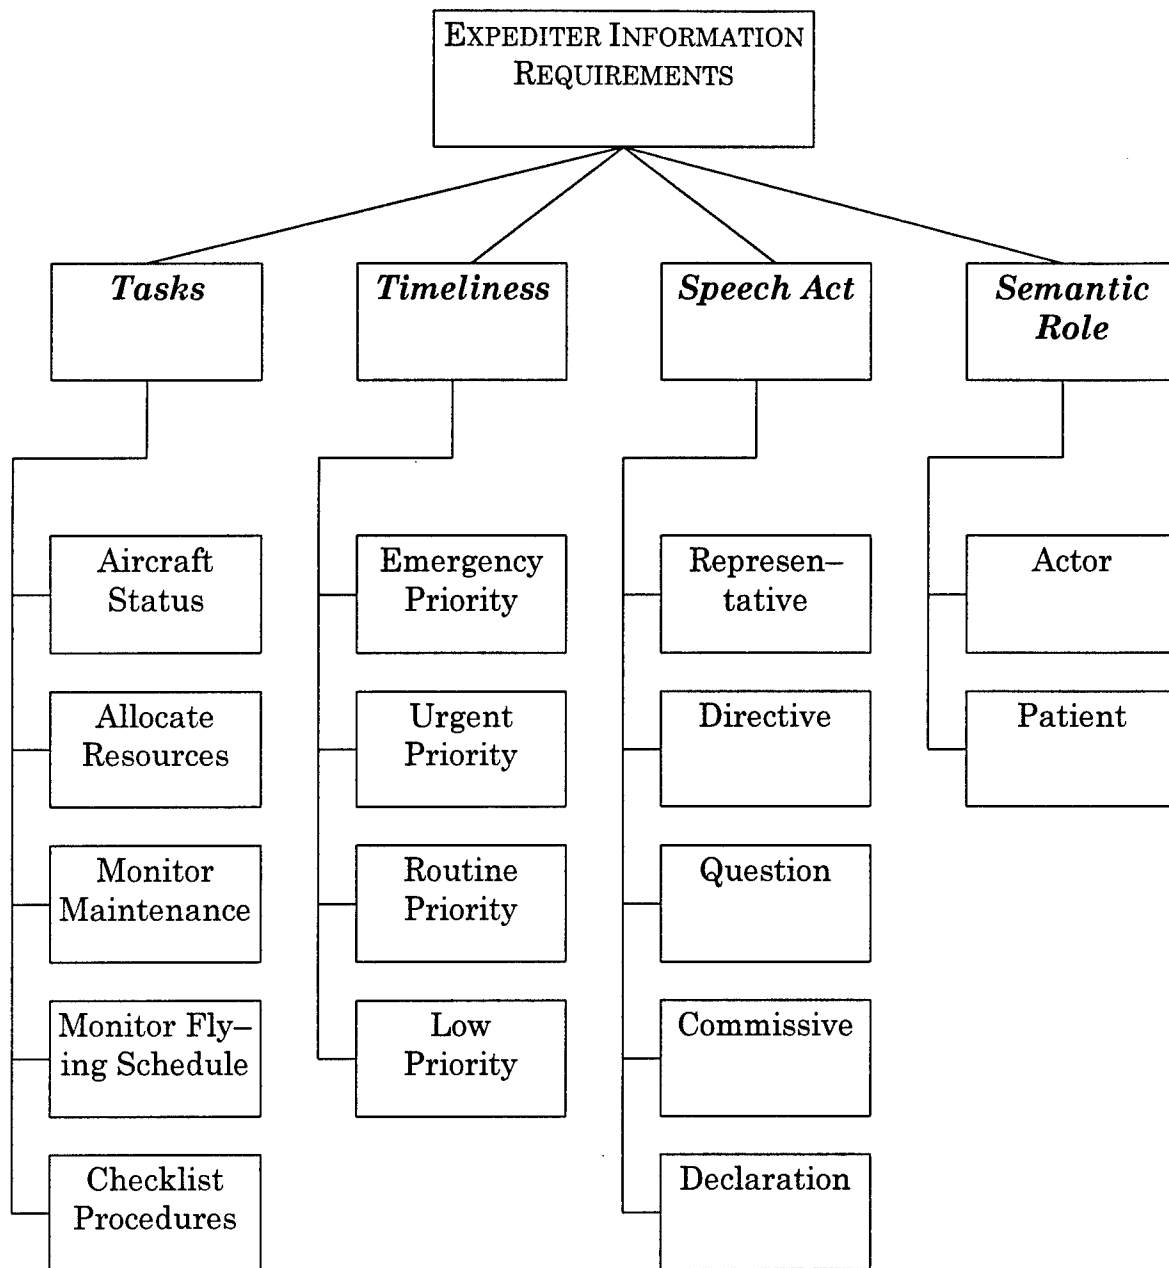 EXPEDITER INFORMATION
REQUIREMENTS
Tasks
Timeliness
Speech Act
Semantic
Role
Aircraft
Status
Allocate
Resources
Monitor
Maintenance
Monitor Fly–
ing Schedule
Checklist
Procedures
Emergency
Priority
Urgent
Priority
Routine
Priority
Low
Priority
Represen–
tative
Directive
Question
Commissive
Declaration
Actor
Patient